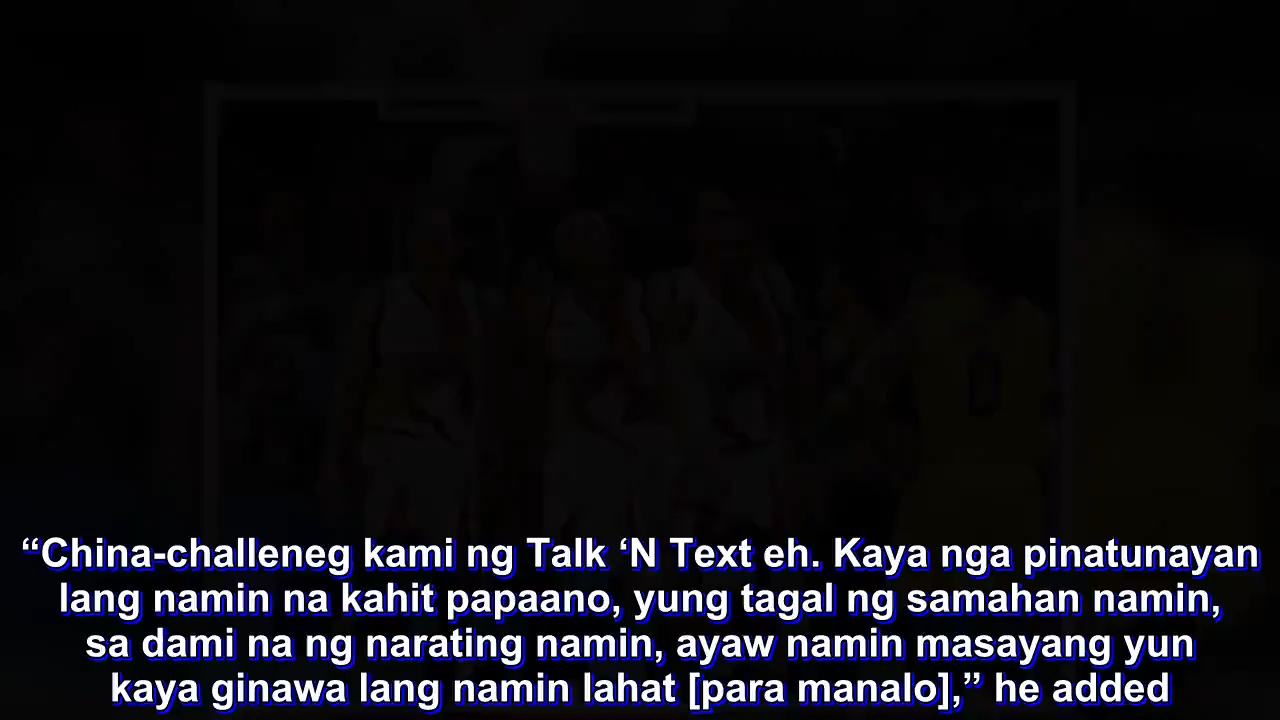 “China-challeneg kami ng Talk ‘N Text eh. Kaya nga pinatunayan
lang namin na kahit papaano, yung tagal ng samahan namin,
sa dami na ng narating namin, ayaw namin masayang yun
kaya ginawa lang namin lahat [para manalo],” he added